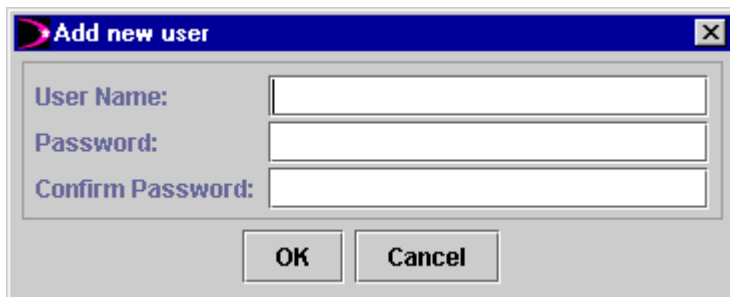 Add new user
User Name:
Password:
Confirm Password:
OK Cancel